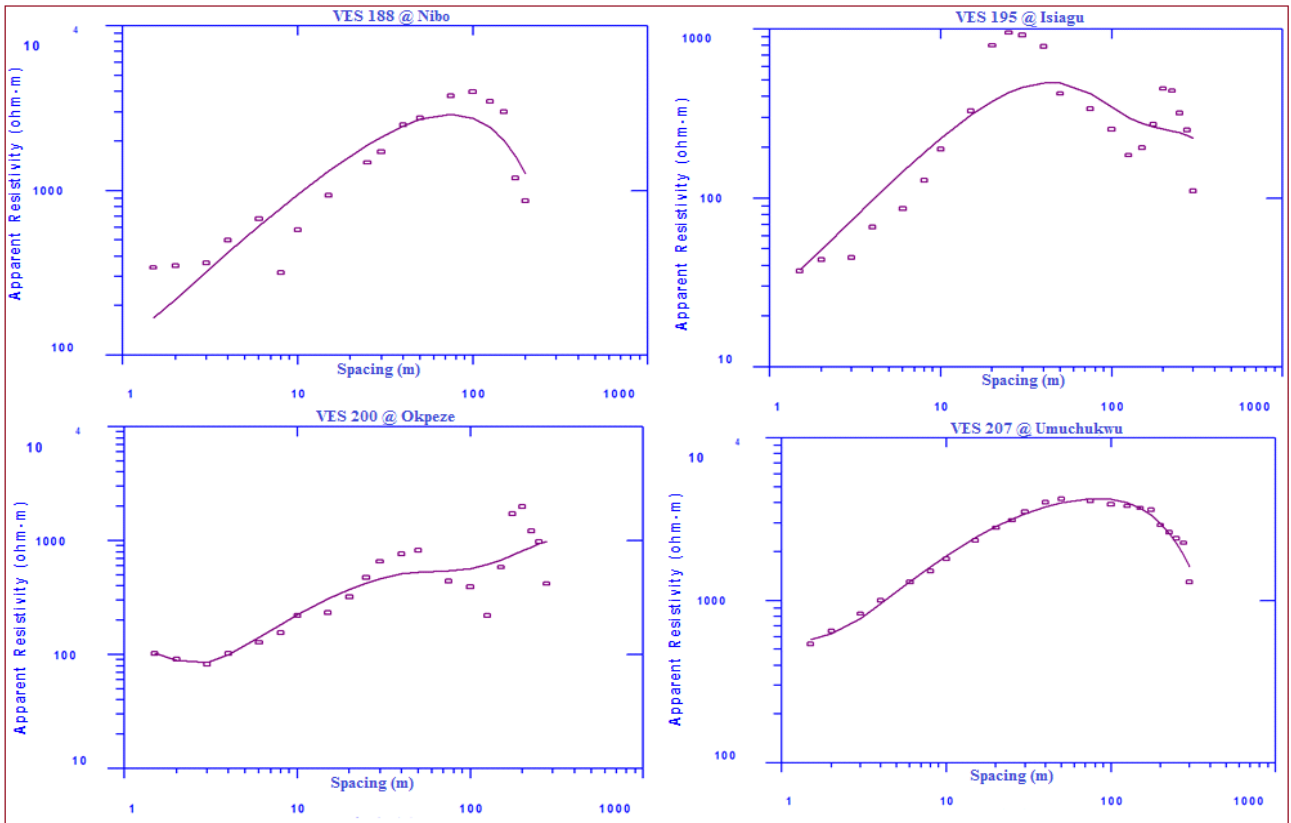 VES 188 @ Nibo
10 4
1000
100
Apparent Resistivity (ohm-m)
Spacing (m)
1 10 100 1000
VES 195 @ Isiagu
1000
100
10
Apparent Resistivity (ohm-m)
Spacing (m)
1 10 100 1000
VES 200 @ Okpeze
10 4
1000
100
10
Apparent Resistivity (ohm-m)
Spacing (m)
1 10 100 1000
VES 207 @ Umuchukwu
10 4
1000
100
Apparent Resistivity (ohm-m)
Spacing (m)
1 10 100 1000